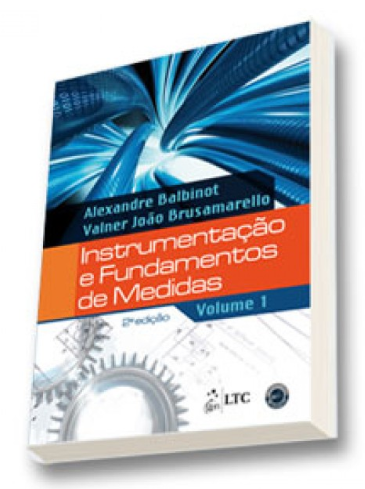 Alexandre Balbinot
Valner João Brusamarello
Instrumentação
e Fundamentos
de Medidas
Volume 1
2ª edição
LTC